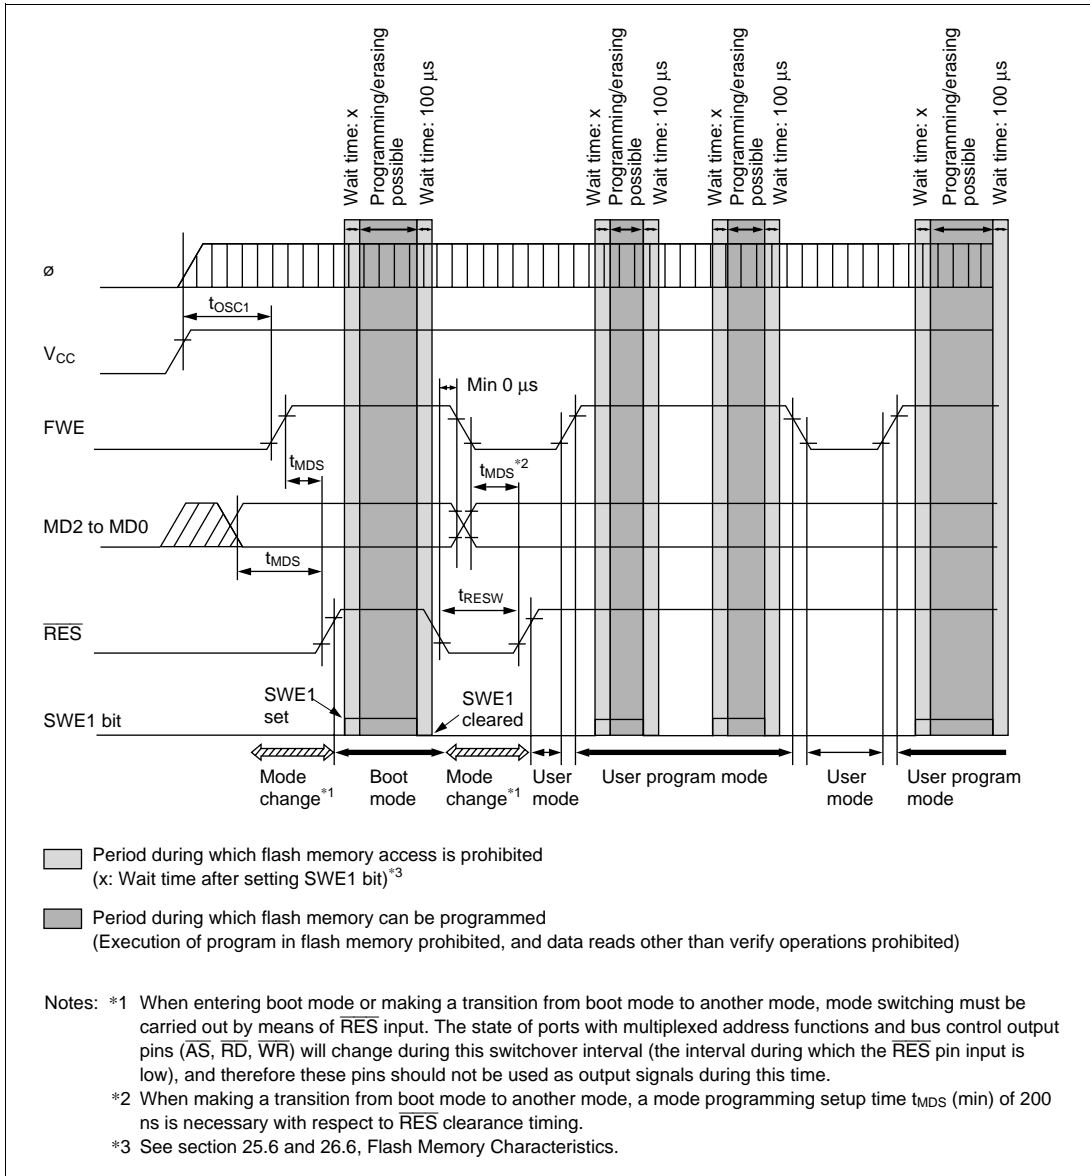 Wait time: x
Programming/erasing
possible
Wait time: 100 μs
Wait time: x
Programming/erasing
possible
Wait time: 100 μs
Wait time: x
Programming/erasing
possible
Wait time: 100 μs
Wait time: x
Programming/erasing
possible
Wait time: 100 μs
ø
tOSC1
VCC
Min 0 μs
FWE
tMDS
tMDS*2
MD2 to MD0
tMDS
tRESW
RES
SWE1
set
SWE1
cleared
SWE1 bit
Mode
change*1
Boot
mode
Mode
change*1
User
mode
User program mode
User
mode
User program
mode
Period during which flash memory access is prohibited
(x: Wait time after setting SWE1 bit)*3
Period during which flash memory can be programmed
(Execution of program in flash memory prohibited, and data reads other than verify operations prohibited)
Notes: *1 When entering boot mode or making a transition from boot mode to another mode, mode switching must be
carried out by means of RES input. The state of ports with multiplexed address functions and bus control output
pins (AS, RD, WR) will change during this switchover interval (the interval during which the RES pin input is
low), and therefore these pins should not be used as output signals during this time.
*2 When making a transition from boot mode to another mode, a mode programming setup time tMDS (min) of 200
ns is necessary with respect to RES clearance timing.
*3 See section 25.6 and 26.6, Flash Memory Characteristics.